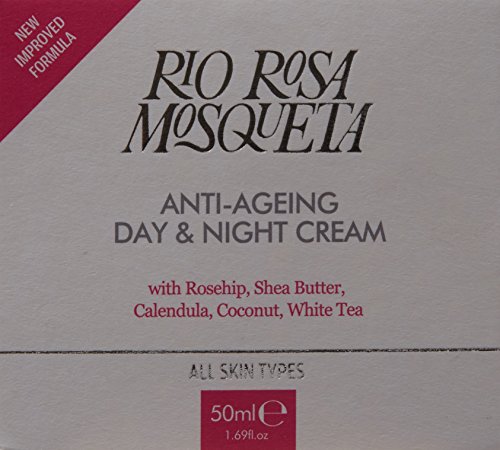 NEW
IMPROVED
FORMULA
RIO ROSA
MOSQUETA
ANTI-AGEING
DAY & NIGHT CREAM
with Rosehip, Shea Butter,
Calendula, Coconut, White Tea
ALL SKIN TYPES
50ml℮
1.69fl.oz